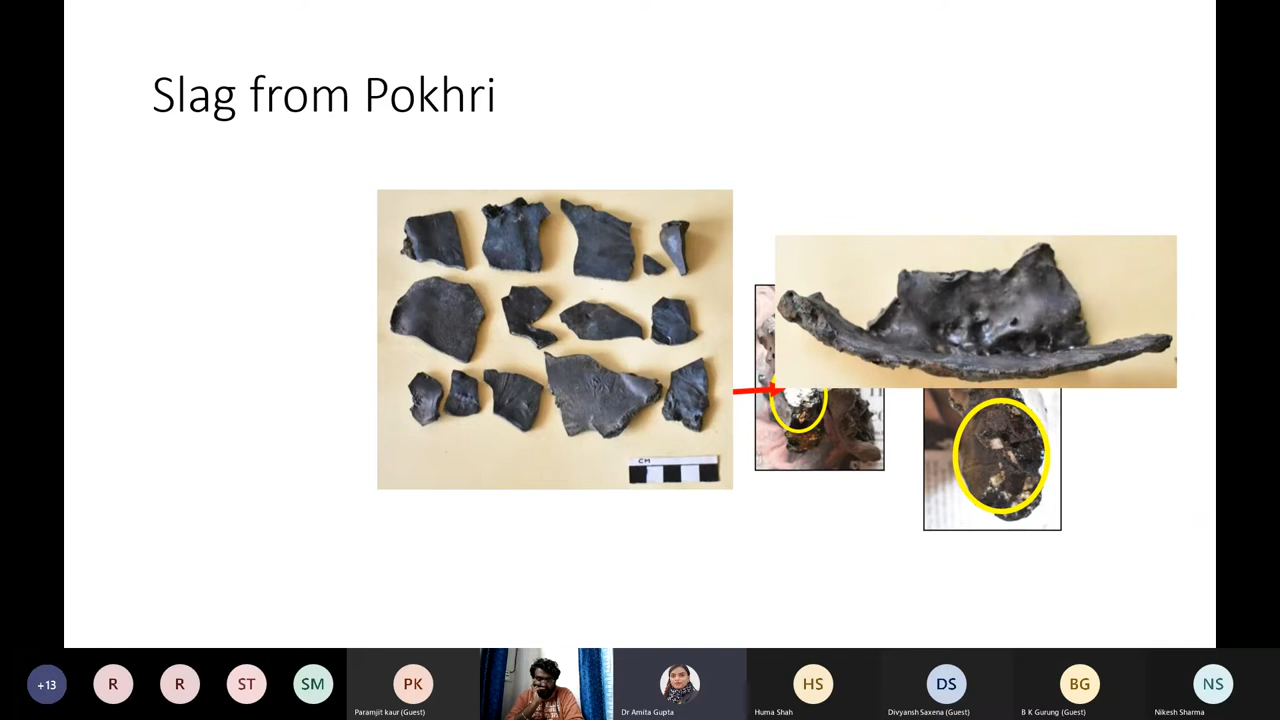 Slag from Pokhri
CM
+13
R
R
ST
SM
PK
HS
DS
BG
NS
Paramjit kaur (Guest)
Dr Amita Gupta
Huma Shah
Divyansh Saxena (Guest)
B K Gurung (Guest)
Nikesh Sharma